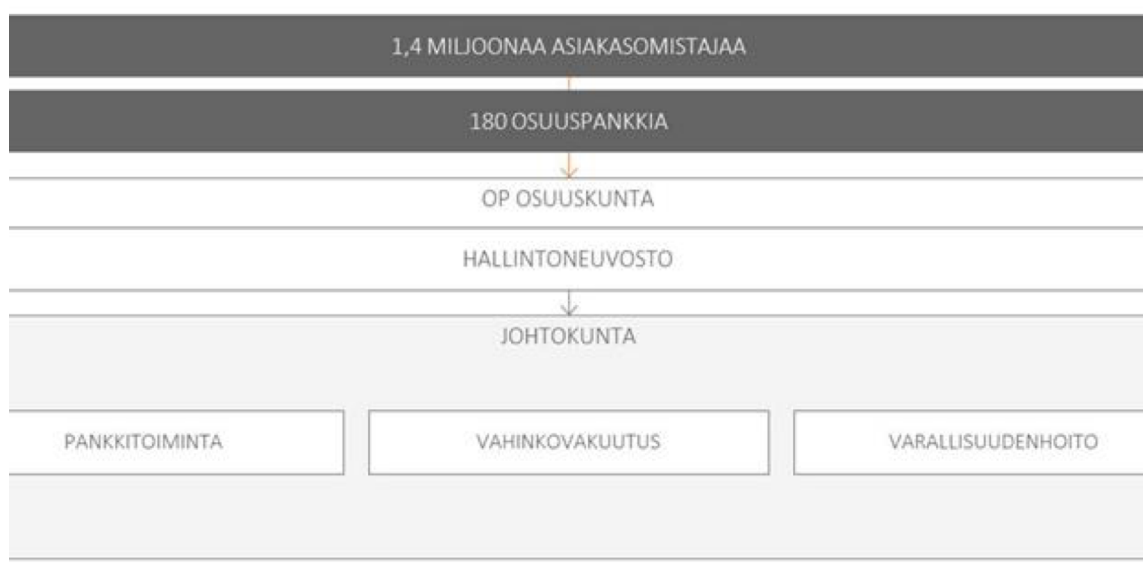 1,4 MILJOONAA ASIAKASOMISTAJAA
180 OSUUSPANKKIA
OP OSUUSKUNTA
HALLINTONEUVOSTO
JOHTOKUNTA
PANKKITOIMINTA
VAHINKOVAKUUTUS
VARALLISUUDENHOITO